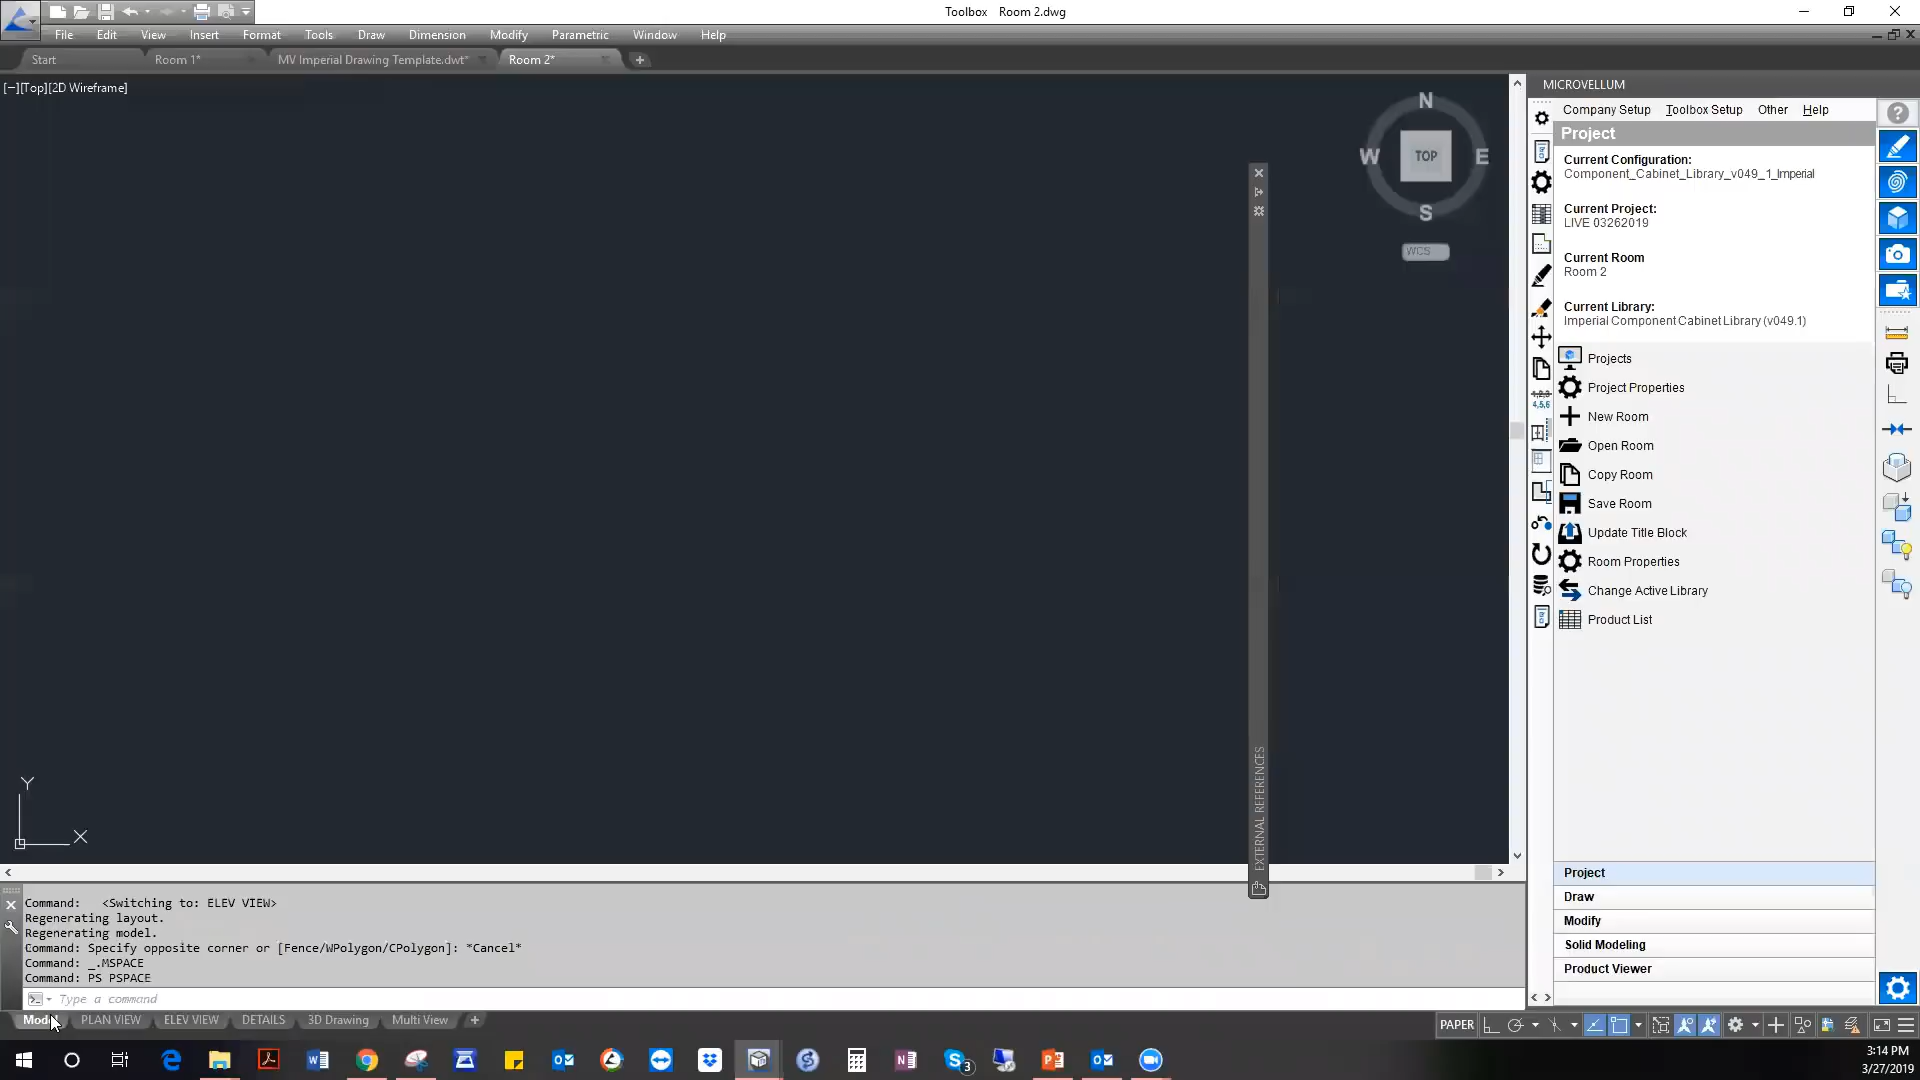 Toolbox Room 2.dwg
File Edit View Insert Format Tools Draw Dimension Modify Parametric Window Help
Start Room 1* MV Imperial Drawing Template.dwt* Room 2*
[−][Top][2D Wireframe]
N
W TOP E
S
WCS
EXTERNAL REFERENCES
Y
X
MICROVELLUM
Company Setup Toolbox Setup Other Help
Project
Current Configuration:
Component_Cabinet_Library_v049_1_Imperial
Current Project:
LIVE 03262019
Current Room
Room 2
Current Library:
Imperial Component Cabinet Library (v049.1)
Projects
Project Properties
New Room
Open Room
Copy Room
Save Room
Update Title Block
Room Properties
Change Active Library
Product List
Project
Draw
Modify
Solid Modeling
Product Viewer
Command: <Switching to: ELEV VIEW>
Regenerating layout.
Regenerating model.
Command: Specify opposite corner or [Fence/WPolygon/CPolygon]: *Cancel*
Command: _.MSPACE
Command: PS PSPACE
Type a command
Model PLAN VIEW ELEV VIEW DETAILS 3D Drawing Multi View
PAPER
3:14 PM
3/27/2019